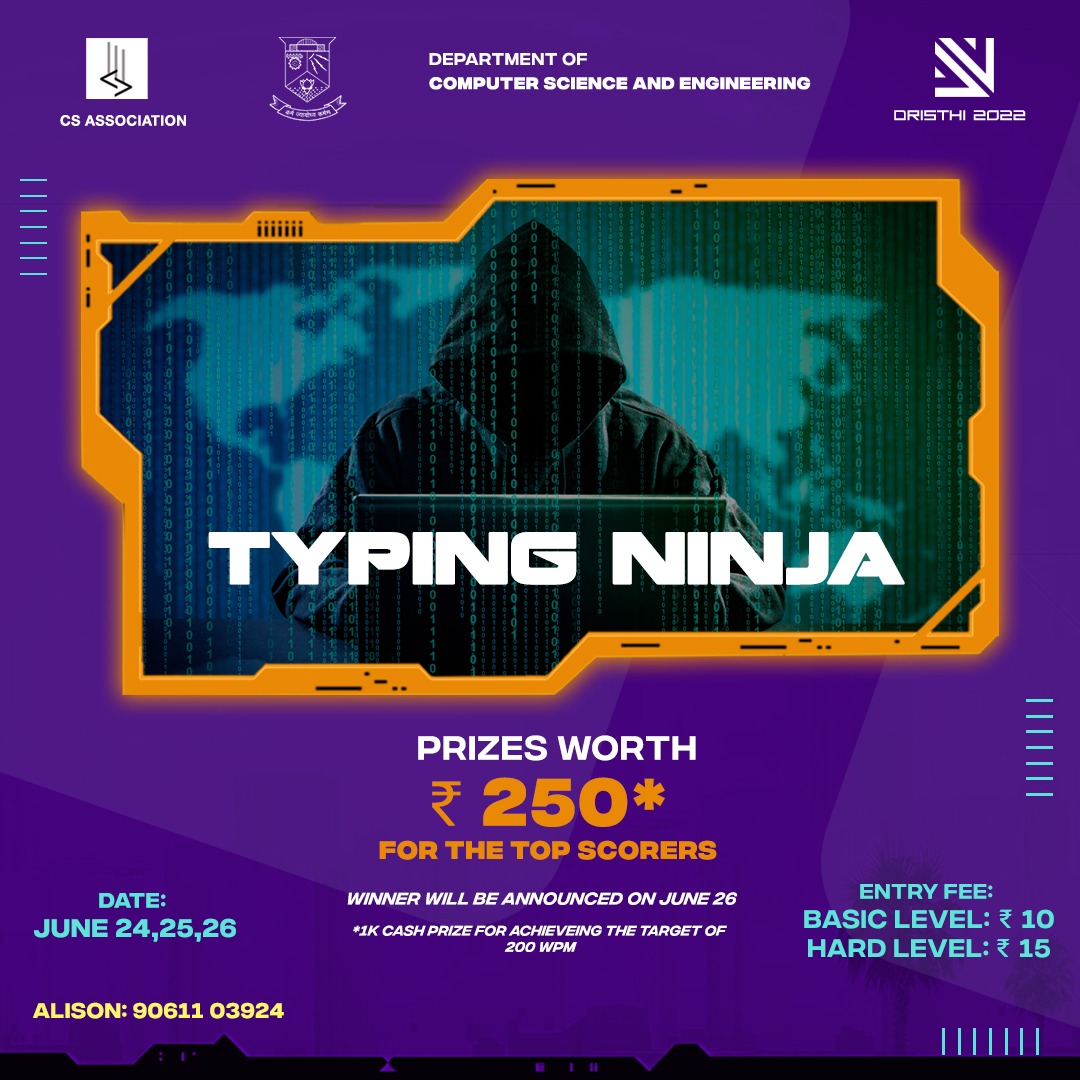 CS ASSOCIATION
DEPARTMENT OF
COMPUTER SCIENCE AND ENGINEERING
DRISTHI 2022
TYPING NINJA
PRIZES WORTH
₹ 250*
FOR THE TOP SCORERS
WINNER WILL BE ANNOUNCED ON JUNE 26
*1K CASH PRIZE FOR ACHIEVEING THE TARGET OF
200 WPM
DATE:
JUNE 24,25,26
ENTRY FEE:
BASIC LEVEL: ₹ 10
HARD LEVEL: ₹ 15
ALISON: 90611 03924